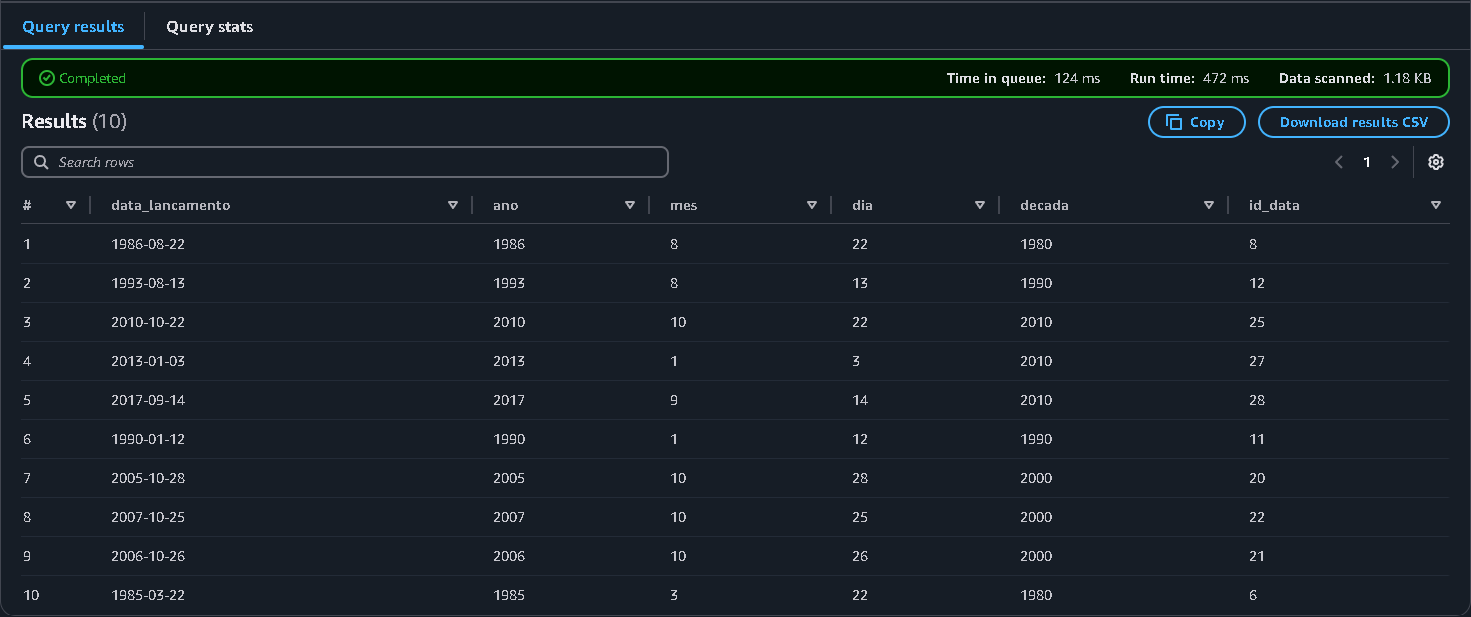 Query results Query stats
Completed Time in queue: 124 ms Run time: 472 ms Data scanned: 1.18 KB
Results (10) Copy Download results CSV
Search rows 1
# data_lancamento ano mes dia decada id_data
1 1986-08-22 1986 8 22 1980 8
2 1993-08-13 1993 8 13 1990 12
3 2010-10-22 2010 10 22 2010 25
4 2013-01-03 2013 1 3 2010 27
5 2017-09-14 2017 9 14 2010 28
6 1990-01-12 1990 1 12 1990 11
7 2005-10-28 2005 10 28 2000 20
8 2007-10-25 2007 10 25 2000 22
9 2006-10-26 2006 10 26 2000 21
10 1985-03-22 1985 3 22 1980 6